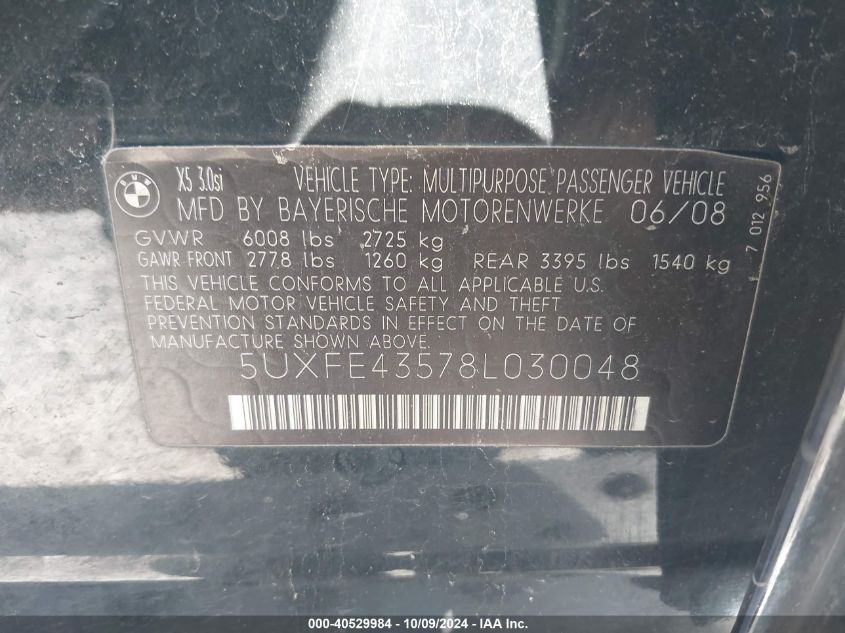 BMW
X5 3.0si VEHICLE TYPE: MULTIPURPOSE PASSENGER VEHICLE
MFD BY BAYERISCHE MOTORENWERKE 06/08
GVWR 6008 lbs 2725 kg
GAWR FRONT 2778 lbs 1260 kg REAR 3395 lbs 1540 kg
THIS VEHICLE CONFORMS TO ALL APPLICABLE U.S.
FEDERAL MOTOR VEHICLE SAFETY AND THEFT
PREVENTION STANDARDS IN EFFECT ON THE DATE OF
MANUFACTURE SHOWN ABOVE.
5UXFE43578L030048
7 012 956
000-40529984 - 10/09/2024 - IAA Inc.